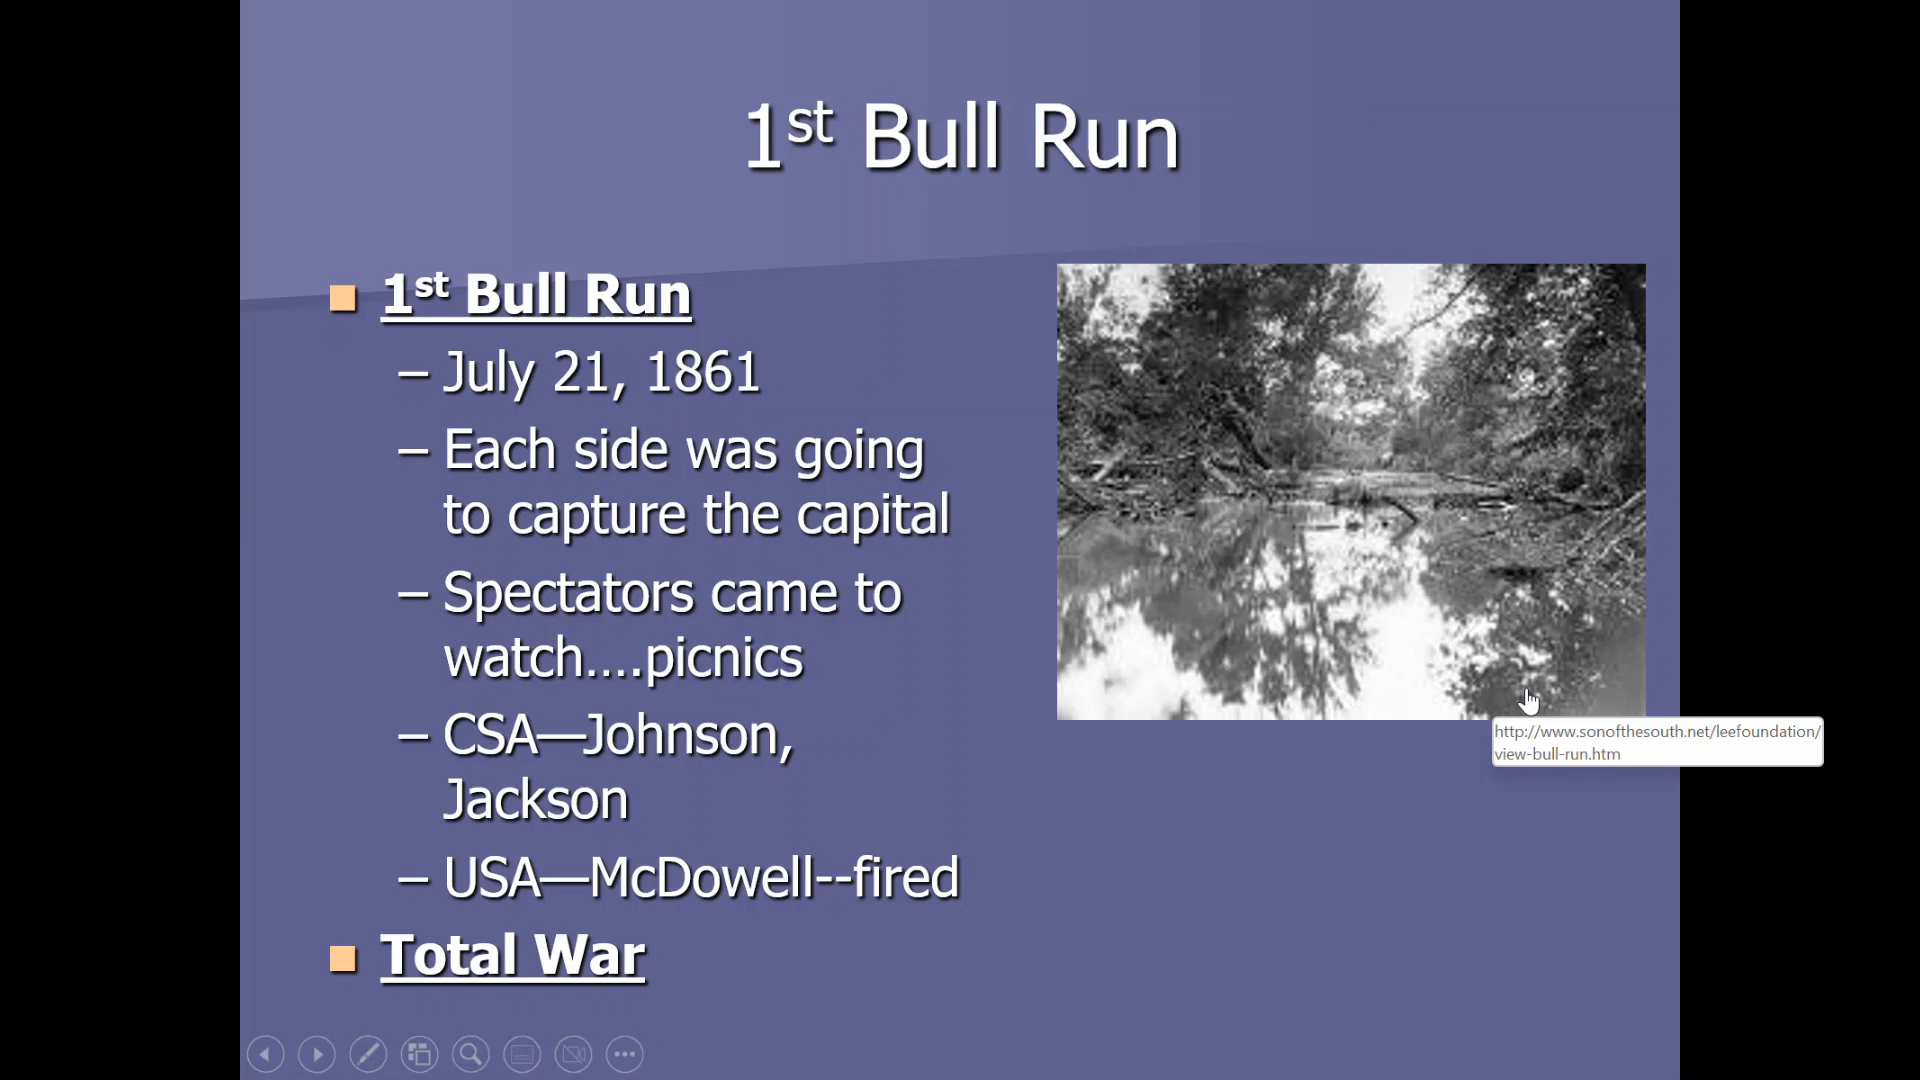 1st Bull Run
1st Bull Run
– July 21, 1861
– Each side was going
to capture the capital
– Spectators came to
watch....picnics
– CSA—Johnson,
Jackson
– USA—McDowell--fired
Total War
http://www.sonofthesouth.net/leefoundation/
view-bull-run.htm